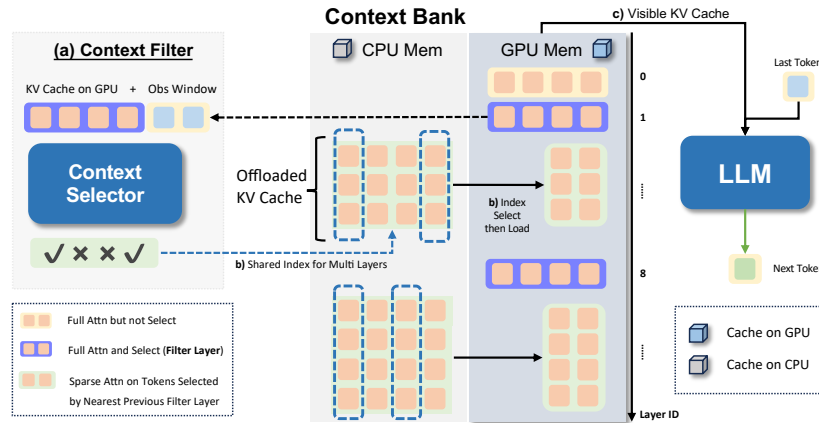 Context Bank
c) Visible KV Cache
(a) Context Filter
CPU Mem
GPU Mem
KV Cache on GPU + Obs Window
0
Last Token
1
Context
Selector
Offloaded
KV Cache
LLM
b) Index
Select
then Load
b) Shared Index for Multi Layers
8
Next Token
Full Attn but not Select
Full Attn and Select (Filter Layer)
Sparse Attn on Tokens Selected
by Nearest Previous Filter Layer
Cache on GPU
Cache on CPU
Layer ID